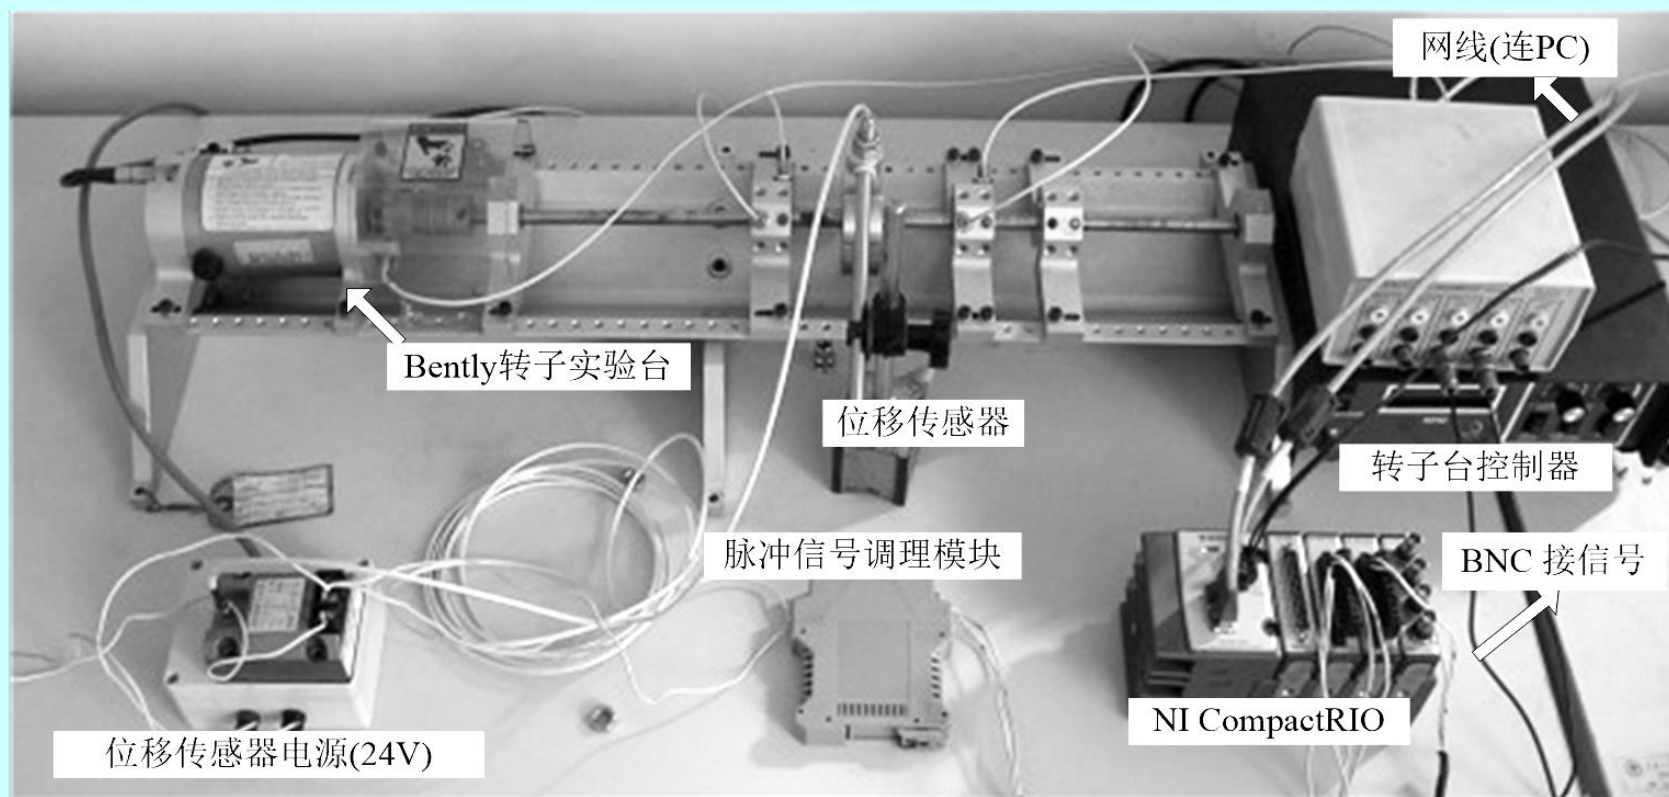 网线(连PC)
Bently转子实验台
位移传感器
转子台控制器
脉冲信号调理模块
BNC 接信号
NI CompactRIO
位移传感器电源(24V)